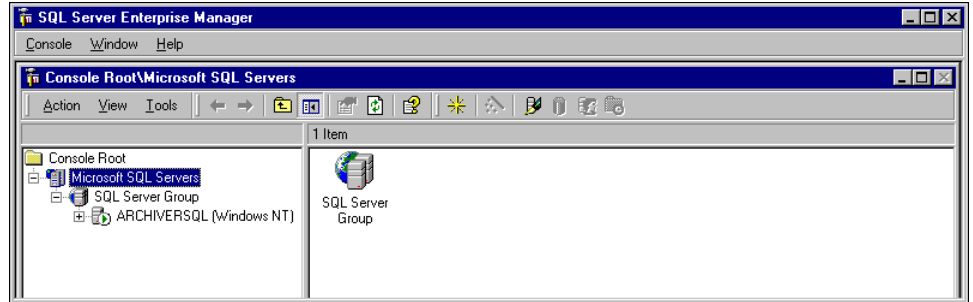 SQL Server Enterprise Manager
Console Window Help
Console Root\Microsoft SQL Servers
Action View Tools
1 Item
Console Root
Microsoft SQL Servers
SQL Server Group
ARCHIVERSQL (Windows NT)
SQL Server
Group